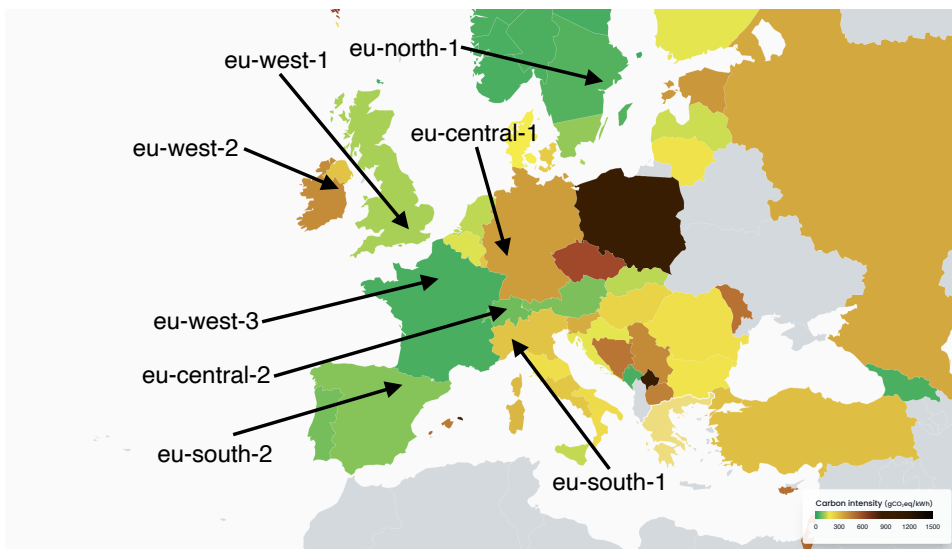 eu-north-1
eu-west-1
eu-central-1
eu-west-2
eu-west-3
eu-central-2
eu-south-2
eu-south-1
Carbon intensity (gCO₂eq/kWh)
0 300 600 900 1200 1500